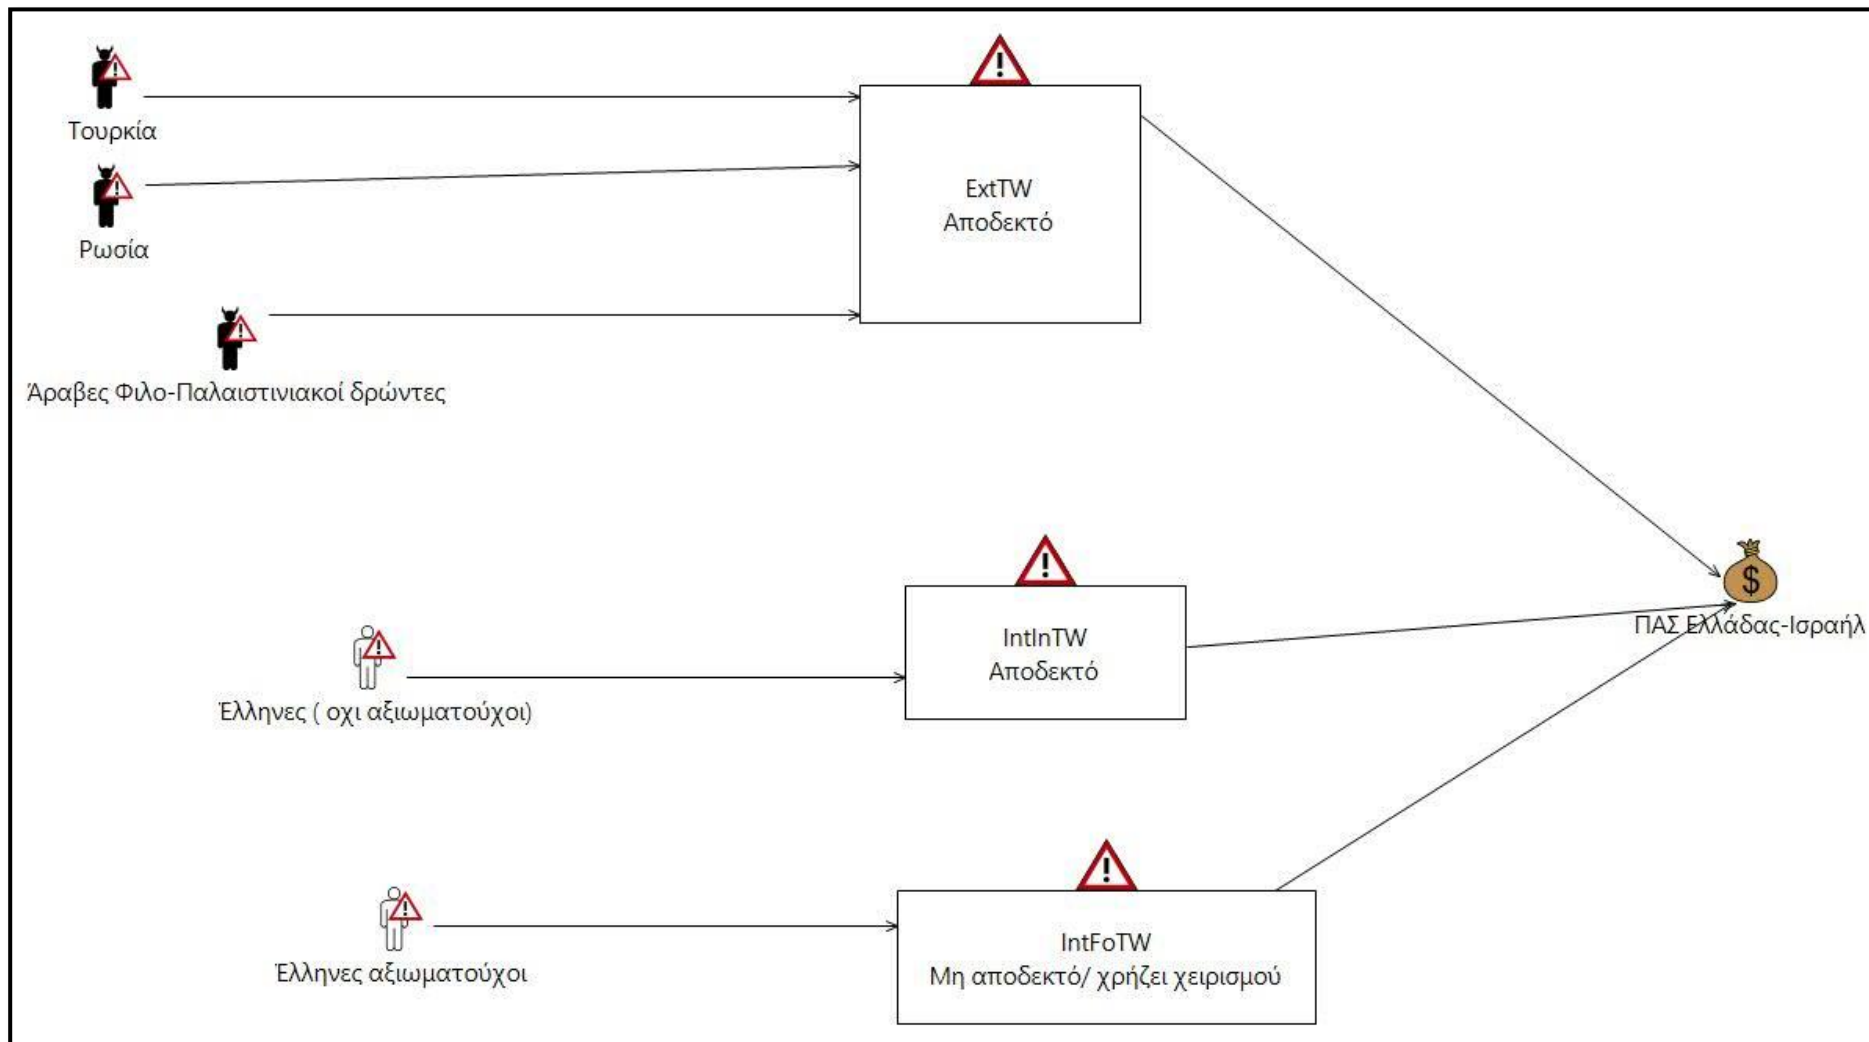 Τουρκία
Ρωσία
Άραβες Φιλο-Παλαιστινιακοί δρώντες
ExtTW
Αποδεκτό
$
ΠΑΣ Ελλάδας-Ισραήλ
IntInTW
Αποδεκτό
Έλληνες ( οχι αξιωματούχοι)
IntFoTW
Μη αποδεκτό/ χρήζει χειρισμού
Έλληνες αξιωματούχοι